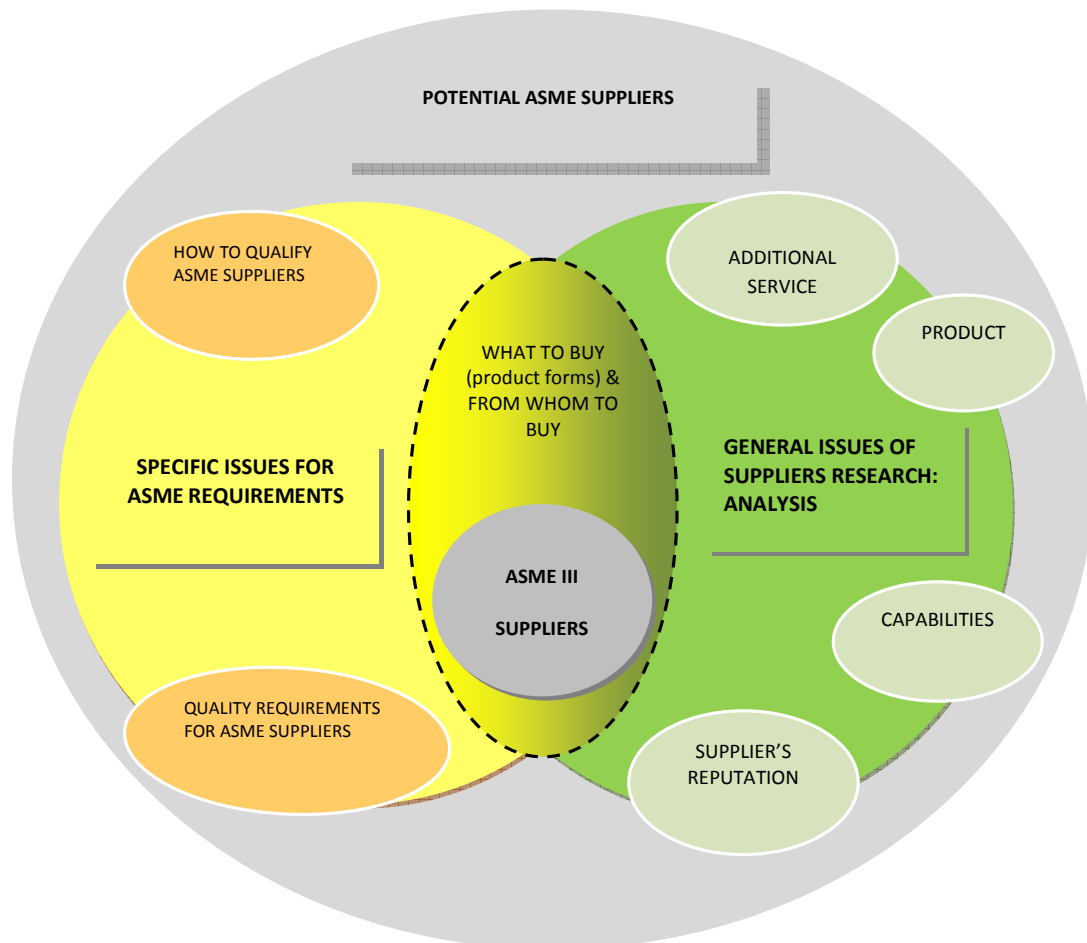 POTENTIAL ASME SUPPLIERS
HOW TO QUALIFY
ASME SUPPLIERS
ADDITIONAL
SERVICE
PRODUCT
WHAT TO BUY
(product forms) &
FROM WHOM TO
BUY
SPECIFIC ISSUES FOR
ASME REQUIREMENTS
GENERAL ISSUES OF
SUPPLIERS RESEARCH:
ANALYSIS
ASME III
SUPPLIERS
CAPABILITIES
QUALITY REQUIREMENTS
FOR ASME SUPPLIERS
SUPPLIER’S
REPUTATION